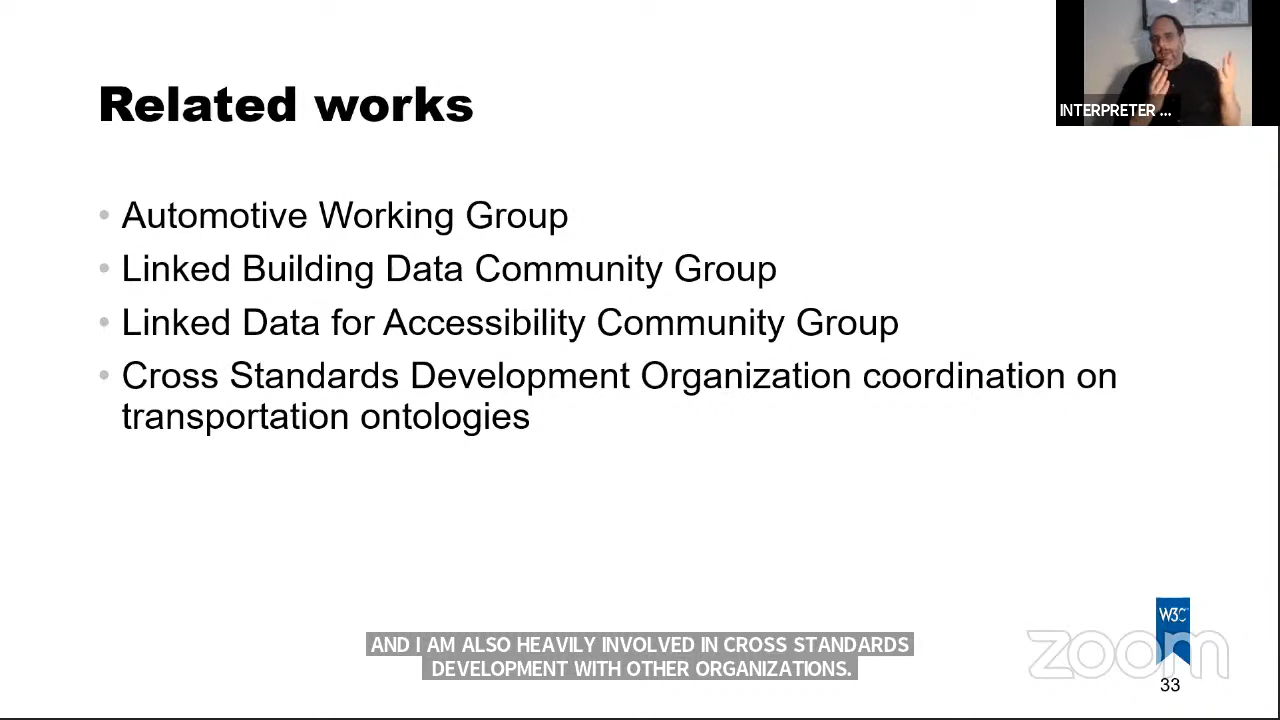 Related works
INTERPRETER ...
• Automotive Working Group
• Linked Building Data Community Group
• Linked Data for Accessibility Community Group
• Cross Standards Development Organization coordination on
transportation ontologies
AND I AM ALSO HEAVILY INVOLVED IN CROSS STANDARDS
DEVELOPMENT WITH OTHER ORGANIZATIONS.
W3C
zoom
33